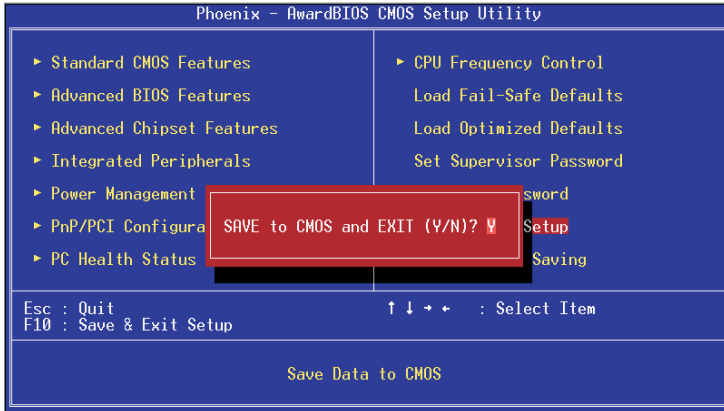 Phoenix - AwardBIOS CMOS Setup Utility
► Standard CMOS Features
► Advanced BIOS Features
► Advanced Chipset Features
► Integrated Peripherals
► Power Management
► PnP/PCI Configura
► PC Health Status
► CPU Frequency Control
Load Fail-Safe Defaults
Load Optimized Defaults
Set Supervisor Password
sword
Setup
Saving
SAVE to CMOS and EXIT (Y/N)? Y
Esc : Quit
F10 : Save & Exit Setup
↑ ↓ → ← : Select Item
Save Data to CMOS